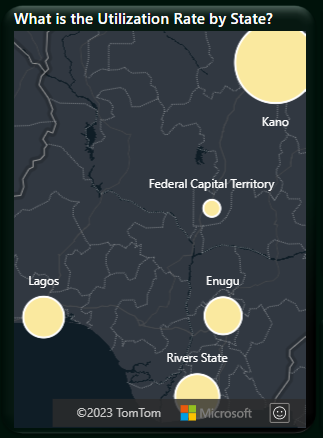 What is the Utilization Rate by State?
Kano
Federal Capital Territory
Lagos
Enugu
Rivers State
©2023 TomTom
Microsoft